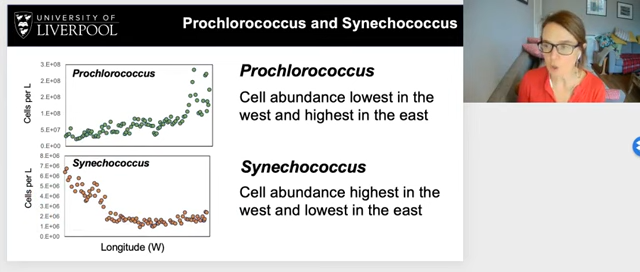 UNIVERSITY OF
LIVERPOOL
Prochlorococcus and Synechococcus
3.E+08
3.E+08
2.E+08
2.E+08
1.E+08
5.E+07
0.E+00
Cells per L
Prochlorococcus
Prochlorococcus
Cell abundance lowest in the
west and highest in the east
8.E+06
7.E+06
6.E+06
5.E+06
4.E+06
3.E+06
2.E+06
1.E+06
0.E+00
Cells per L
Synechococcus
Longitude (W)
Synechococcus
Cell abundance highest in the
west and lowest in the east